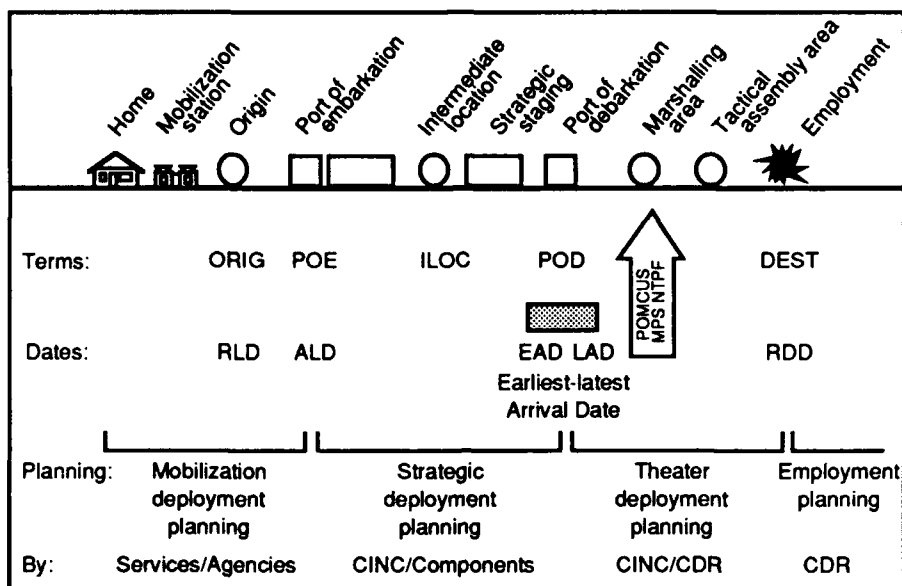 Home
Mobilization
station
Origin
Port of
embarkation
Intermediate
location
Strategic
staging
Port of
debarkation
Marshalling
area
Tactical
assembly area
Employment
Terms: ORIG POE ILOC POD DEST
POMCUS
MPS NTPF
Dates: RLD ALD EAD LAD RDD
Earliest-latest
Arrival Date
Planning: Mobilization Strategic Theater Employment
deployment deployment deployment planning
planning planning planning
By: Services/Agencies CINC/Components CINC/CDR CDR